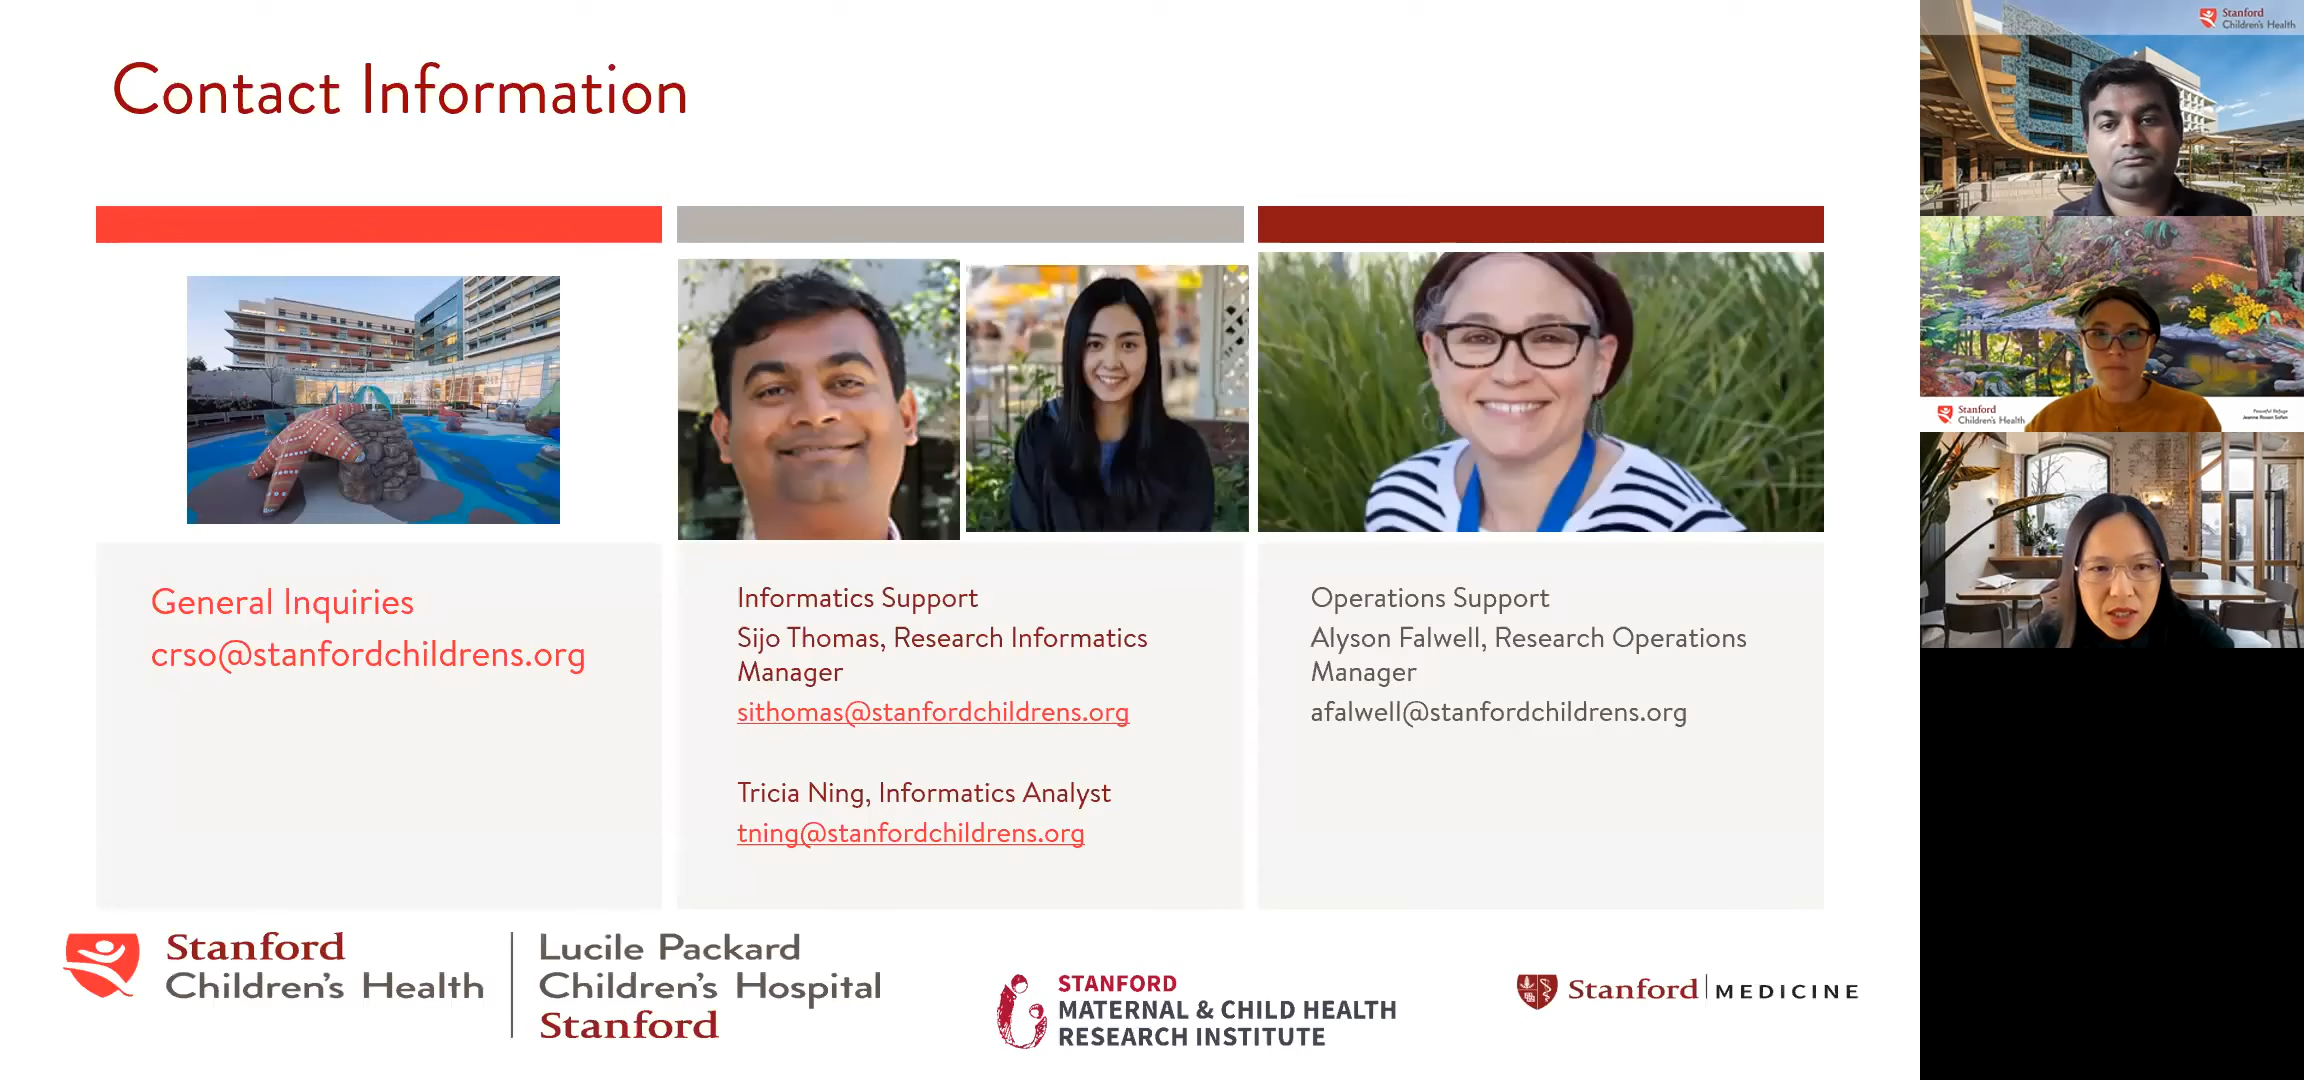 Contact Information
General Inquiries
crso@stanfordchildrens.org
Informatics Support
Sijo Thomas, Research Informatics
Manager
sithomas@stanfordchildrens.org
Tricia Ning, Informatics Analyst
tning@stanfordchildrens.org
Operations Support
Alyson Falwell, Research Operations
Manager
afalwell@stanfordchildrens.org
Stanford
Children's Health
Lucile Packard
Children's Hospital
Stanford
STANFORD
MATERNAL & CHILD HEALTH
RESEARCH INSTITUTE
Stanford MEDICINE
Stanford
Children's Health
Stanford
Children's Health
Peaceful Refuge